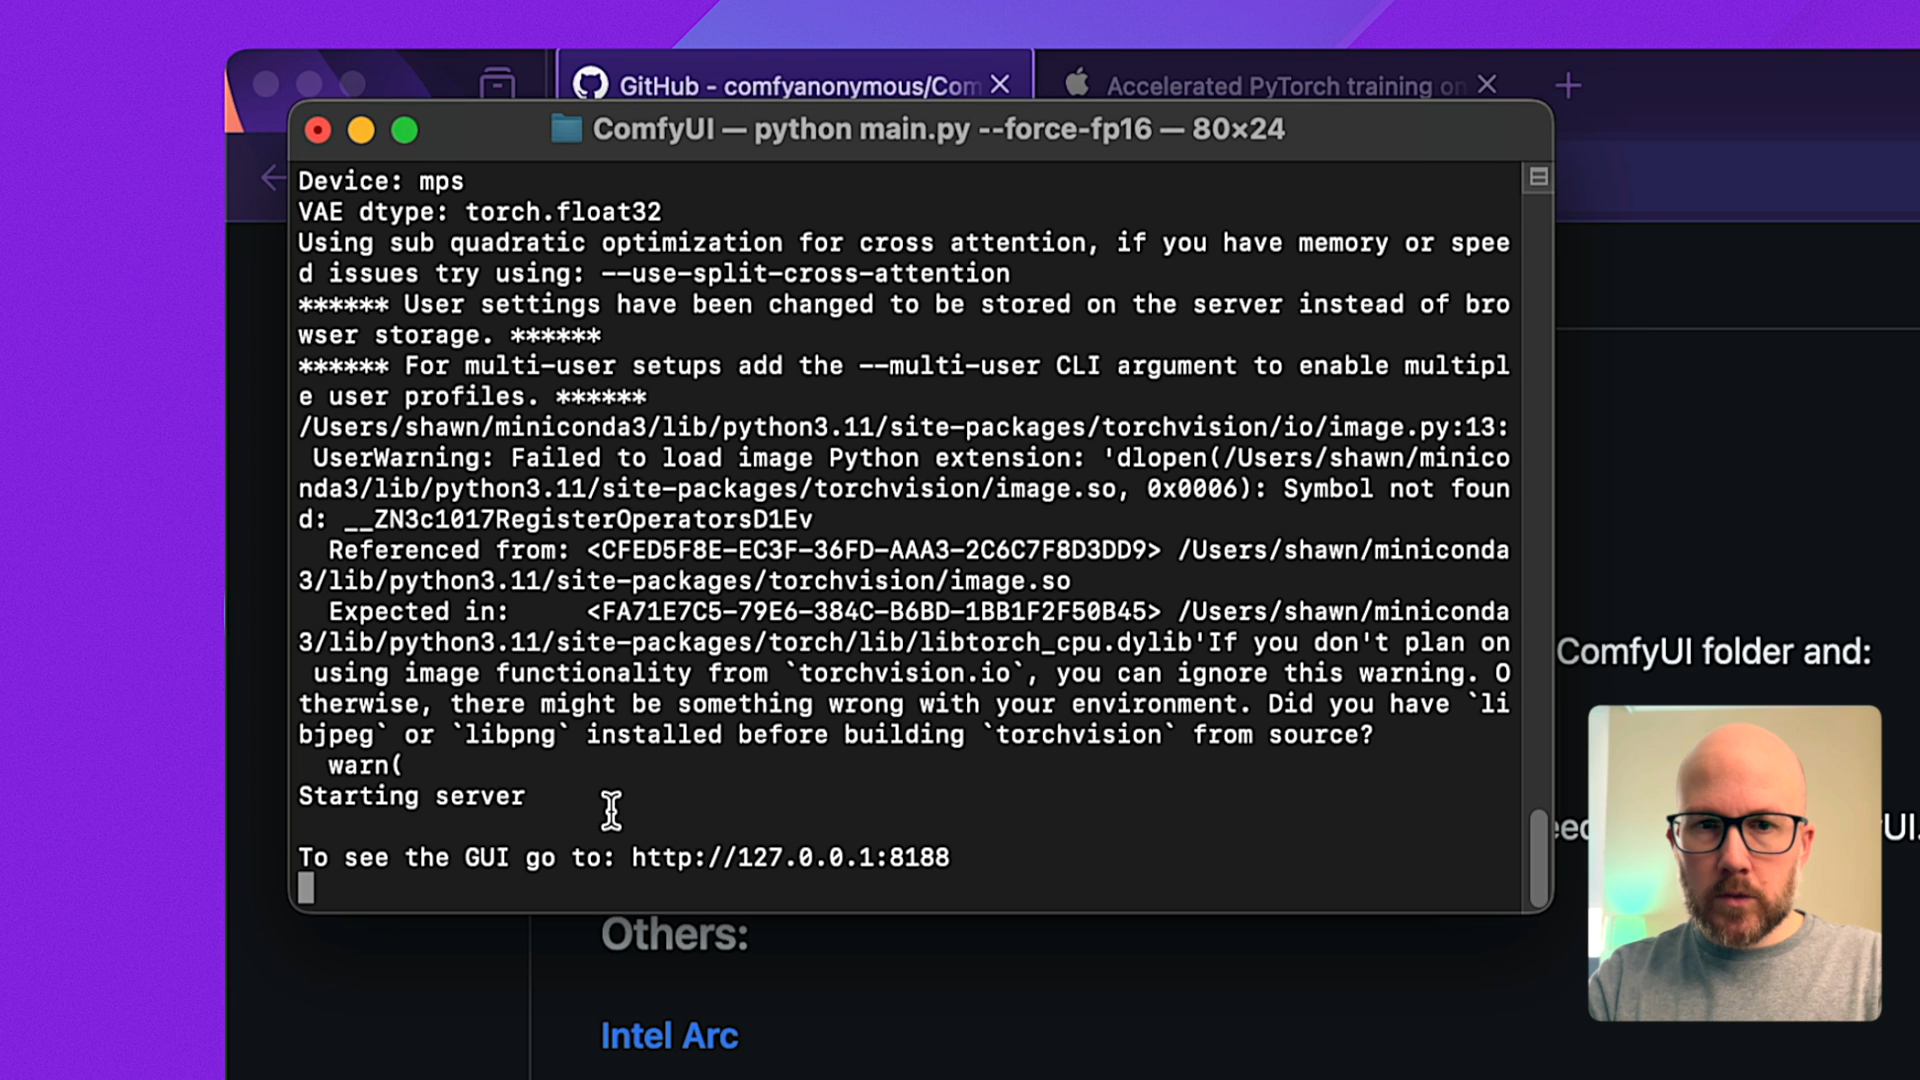 GitHub - comfyanonymous/Com
Accelerated PyTorch training on
ComfyUI — python main.py --force-fp16 — 80×24
Device: mps
VAE dtype: torch.float32
Using sub quadratic optimization for cross attention, if you have memory or spee
d issues try using: --use-split-cross-attention
****** User settings have been changed to be stored on the server instead of bro
wser storage. ******
****** For multi-user setups add the --multi-user CLI argument to enable multipl
e user profiles. ******
/Users/shawn/miniconda3/lib/python3.11/site-packages/torchvision/io/image.py:13:
UserWarning: Failed to load image Python extension: 'dlopen(/Users/shawn/minico
nda3/lib/python3.11/site-packages/torchvision/image.so, 0x0006): Symbol not foun
d: __ZN3c1017RegisterOperatorsD1Ev
Referenced from: <CFED5F8E-EC3F-36FD-AAA3-2C6C7F8D3DD9> /Users/shawn/miniconda
3/lib/python3.11/site-packages/torchvision/image.so
Expected in: <FA71E7C5-79E6-384C-B6BD-1BB1F2F50B45> /Users/shawn/miniconda
3/lib/python3.11/site-packages/torch/lib/libtorch_cpu.dylib'If you don't plan on
using image functionality from `torchvision.io`, you can ignore this warning. O
therwise, there might be something wrong with your environment. Did you have `li
bjpeg` or `libpng` installed before building `torchvision` from source?
warn(
Starting server
To see the GUI go to: http://127.0.0.1:8188
ComfyUI folder and:
UI.
Others:
Intel Arc